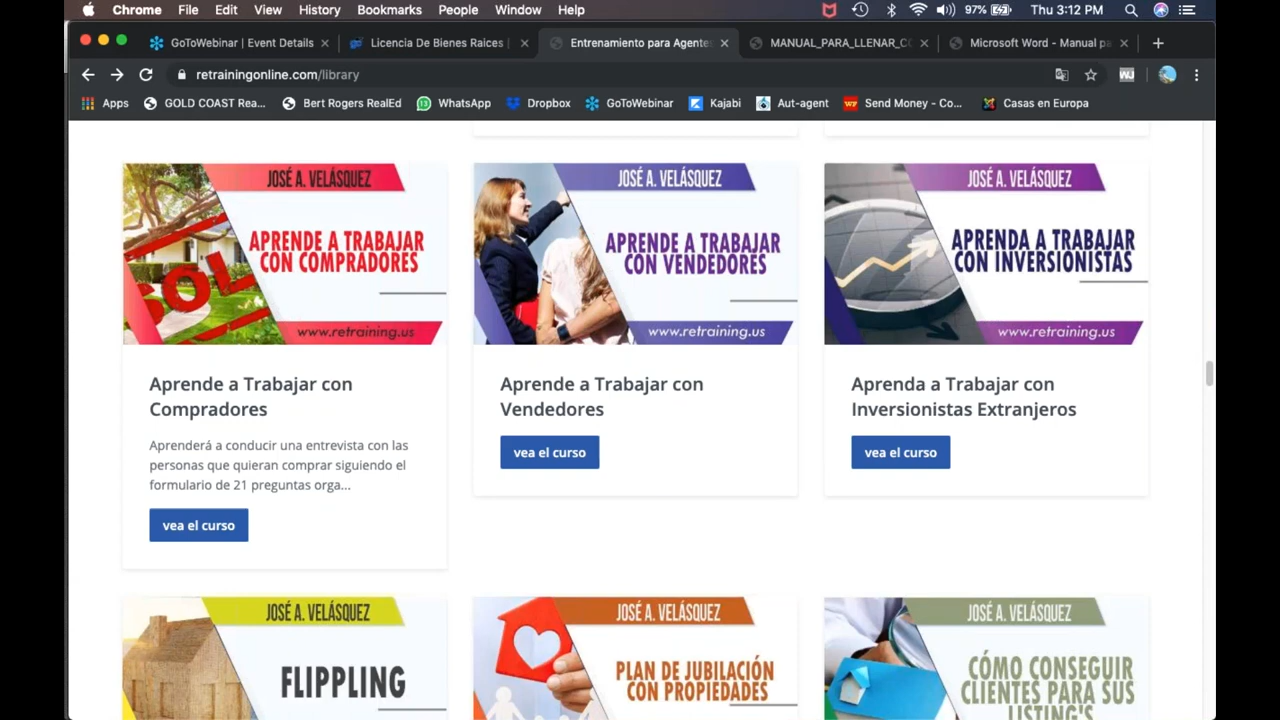 Chrome File Edit View History Bookmarks People Window Help 97% Thu 3:12 PM
GoToWebinar | Event Details Licencia De Bienes Raices | Entrenamiento para Agente MANUAL_PARA_LLENAR_C Microsoft Word - Manual pa
retrainingonline.com/library
Apps GOLD COAST Rea... Bert Rogers RealEd WhatsApp Dropbox GoToWebinar Kajabi Aut-agent Send Money - Co... Casas en Europa
JOSÉ A. VELÁSQUEZ
APRENDE A TRABAJAR
CON COMPRADORES
SOL
www.retraining.us
Aprende a Trabajar con
Compradores
Aprenderá a conducir una entrevista con las
personas que quieran comprar siguiendo el
formulario de 21 preguntas orga...
vea el curso
JOSÉ A. VELÁSQUEZ
APRENDE A TRABAJAR
CON VENDEDORES
www.retraining.us
Aprende a Trabajar con
Vendedores
vea el curso
JOSÉ A. VELÁSQUEZ
APRENDA A TRABAJAR
CON INVERSIONISTAS
www.retraining.us
Aprenda a Trabajar con
Inversionistas Extranjeros
vea el curso
JOSÉ A. VELÁSQUEZ
FLIPPLING
JOSÉ A. VELÁSQUEZ
PLAN DE JUBILACIÓN
CON PROPIEDADES
JOSÉ A. VELÁSQUEZ
CÓMO CONSEGUIR
CLIENTES PARA SUS
LISTING'S